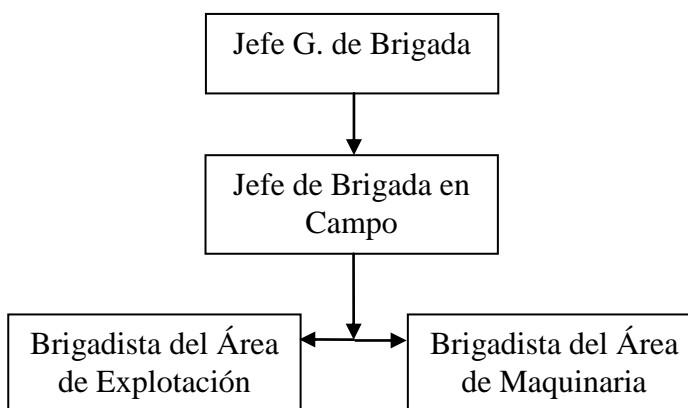 Jefe G. de Brigada
Jefe de Brigada en
Campo
Brigadista del Área
de Explotación
Brigadista del Área
de Maquinaria